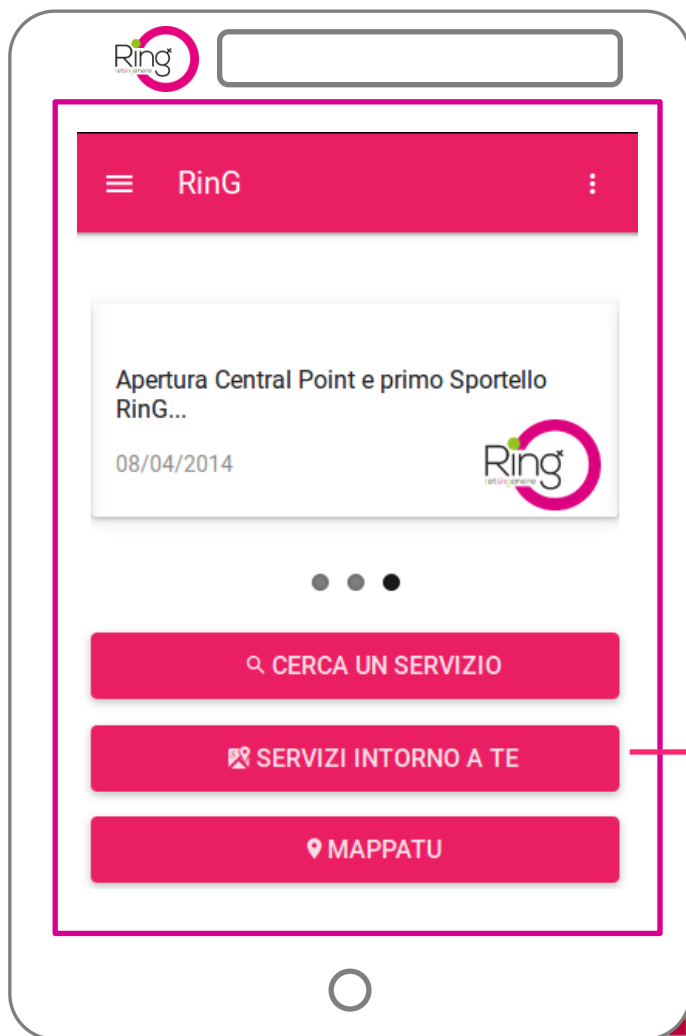 Ring
retingenere
RinG
Apertura Central Point e primo Sportello
RinG...
08/04/2014
Ring
retingenere
CERCA UN SERVIZIO
SERVIZI INTORNO A TE
MAPPATU